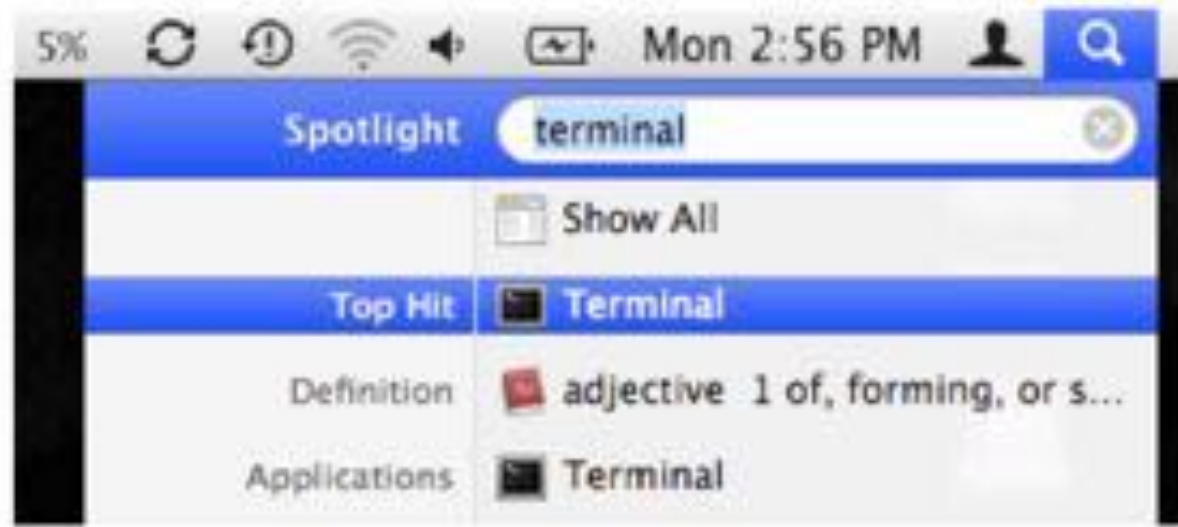 5% Mon 2:56 PM
Spotlight terminal
Show All
Top Hit Terminal
Definition adjective 1 of, forming, or s...
Applications Terminal